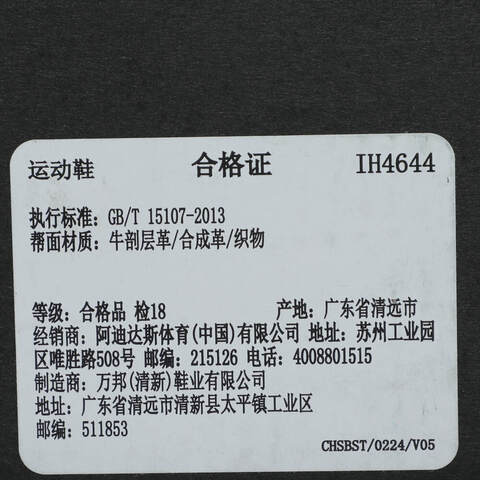 运动鞋 合格证 IH4644
执行标准: GB/T 15107-2013
帮面材质: 牛剖层革/合成革/织物
等级: 合格品 检18 产地: 广东省清远市
经销商: 阿迪达斯体育(中国)有限公司 地址: 苏州工业园
区唯胜路508号 邮编: 215126 电话: 4008801515
制造商: 万邦(清新)鞋业有限公司
地址: 广东省清远市清新县太平镇工业区
邮编: 511853
CHSBST/0224/V05